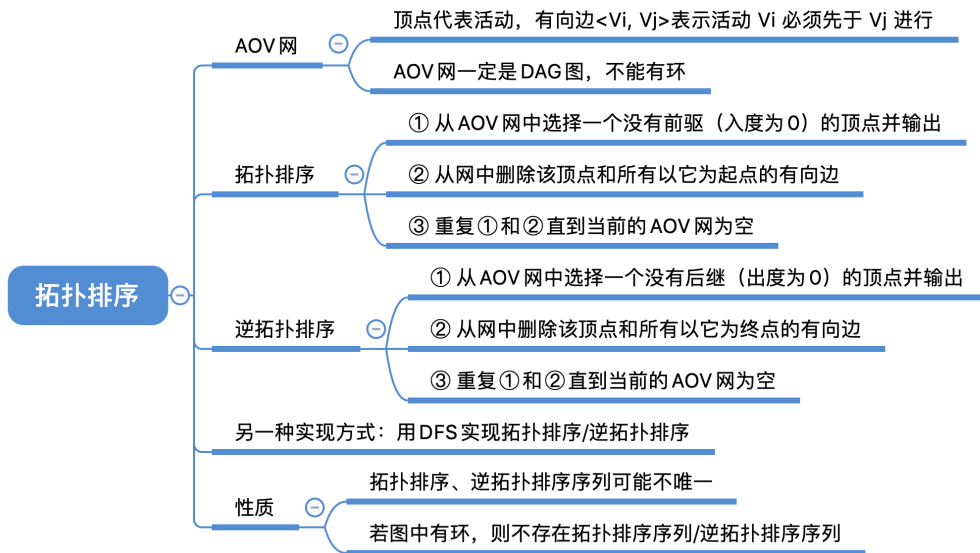 拓扑排序
AOV网
顶点代表活动，有向边<Vi, Vj>表示活动 Vi 必须先于 Vj 进行
AOV网一定是DAG图，不能有环
拓扑排序
① 从AOV网中选择一个没有前驱（入度为0）的顶点并输出
② 从网中删除该顶点和所有以它为起点的有向边
③ 重复①和②直到当前的AOV网为空
逆拓扑排序
① 从AOV网中选择一个没有后继（出度为0）的顶点并输出
② 从网中删除该顶点和所有以它为终点的有向边
③ 重复①和②直到当前的AOV网为空
另一种实现方式：用DFS实现拓扑排序/逆拓扑排序
性质
拓扑排序、逆拓扑排序序列可能不唯一
若图中有环，则不存在拓扑排序序列/逆拓扑排序序列